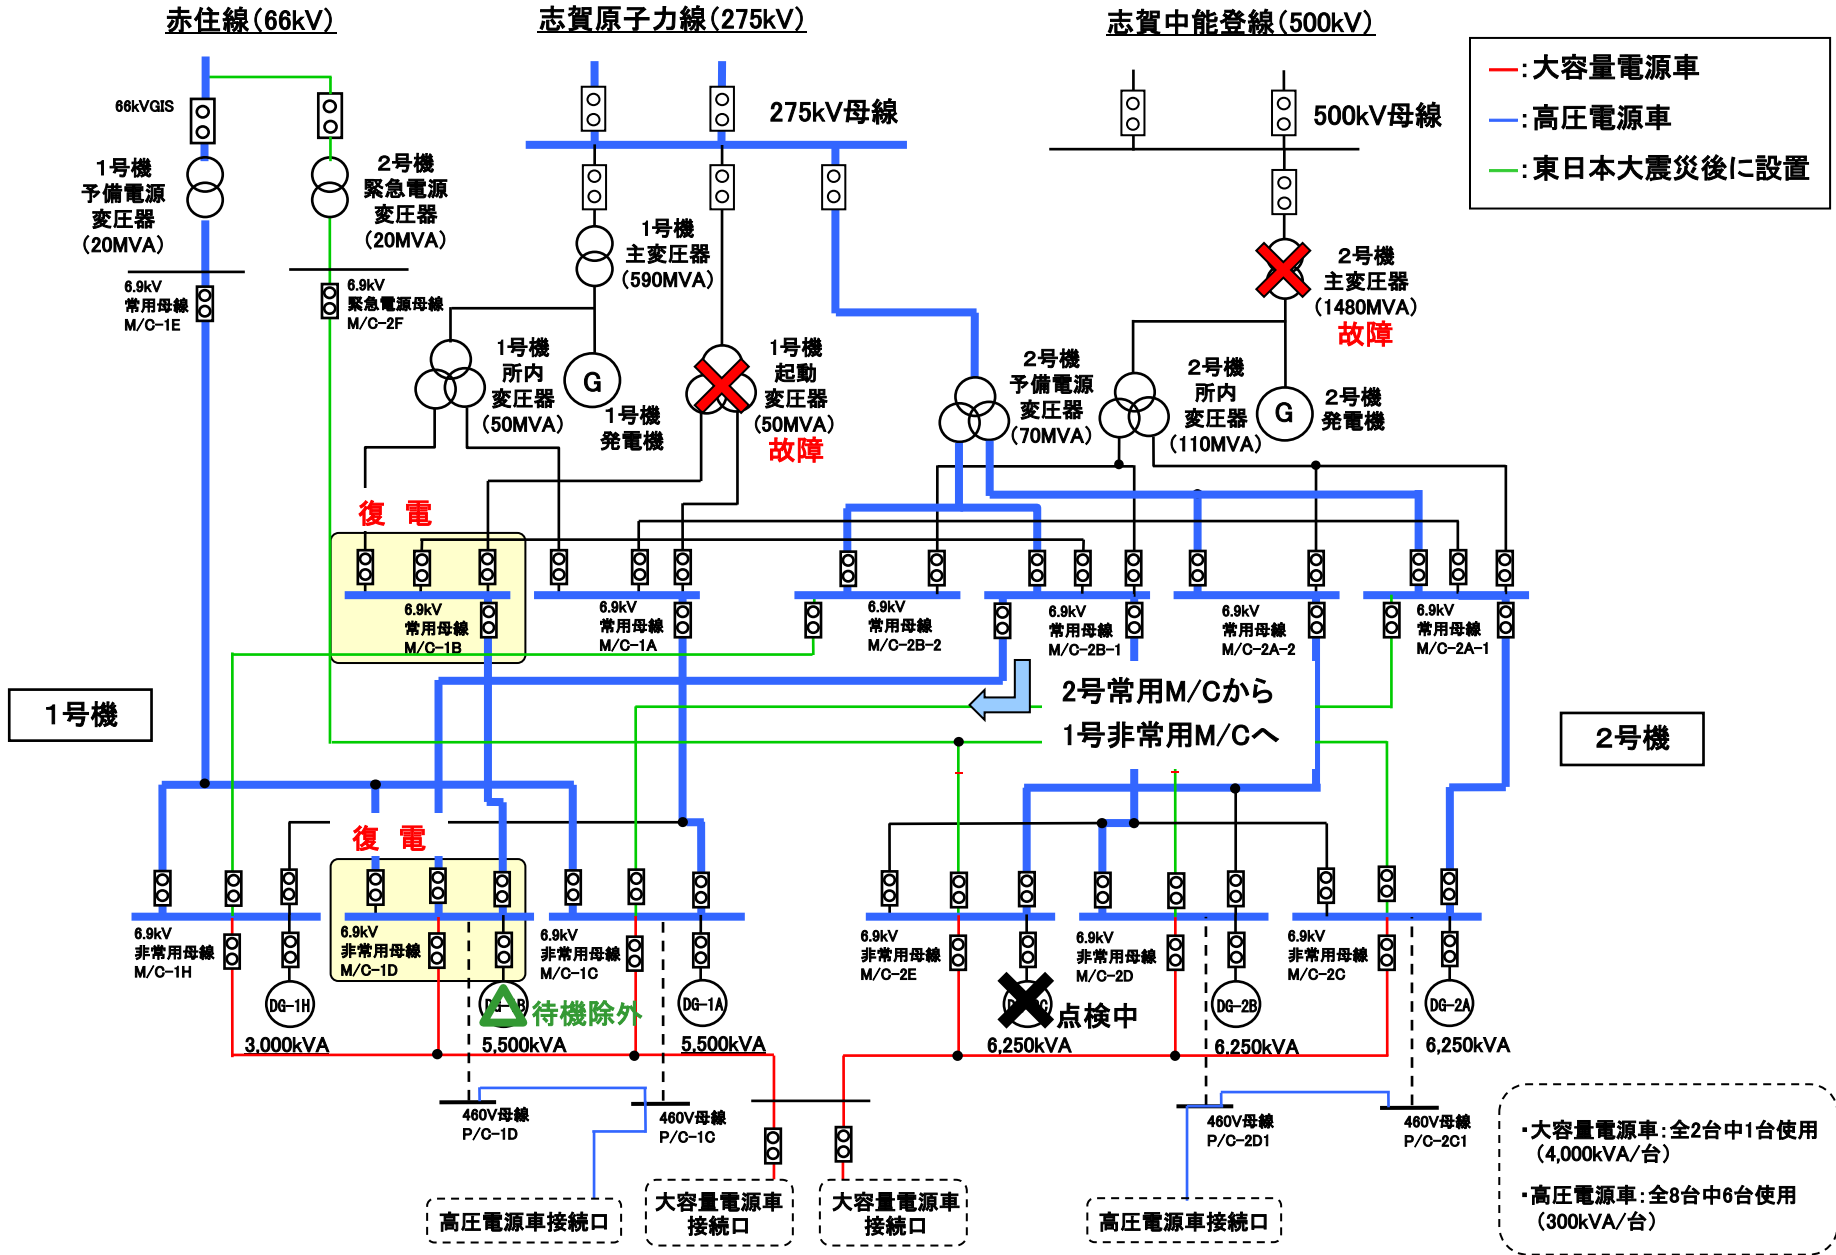 赤住線(66kV)
志賀原子力線(275kV)
志賀中能登線(500kV)
:大容量電源車
:高圧電源車
:東日本大震災後に設置
66kVGIS
275kV母線
500kV母線
1号機
予備電源
変圧器
(20MVA)
2号機
緊急電源
変圧器
(20MVA)
1号機
主変圧器
(590MVA)
2号機
主変圧器
(1480MVA)
故障
6.9kV
常用母線
M/C-1E
6.9kV
緊急電源母線
M/C-2F
1号機
所内
変圧器
(50MVA)
G
1号機
発電機
1号機
起動
変圧器
(50MVA)
故障
2号機
予備電源
変圧器
(70MVA)
2号機
所内
変圧器
(110MVA)
G
2号機
発電機
復 電
6.9kV
常用母線
M/C-1B
6.9kV
常用母線
M/C-1A
6.9kV
常用母線
M/C-2B-2
6.9kV
常用母線
M/C-2B-1
6.9kV
常用母線
M/C-2A-2
6.9kV
常用母線
M/C-2A-1
1号機
2号常用M/Cから
1号非常用M/Cへ
2号機
復 電
6.9kV
非常用母線
M/C-1H
6.9kV
非常用母線
M/C-1D
6.9kV
非常用母線
M/C-1C
6.9kV
非常用母線
M/C-2E
6.9kV
非常用母線
M/C-2D
6.9kV
非常用母線
M/C-2C
DG-1H
3,000kVA
待機除外
5,500kVA
DG-1A
5,500kVA
点検中
6,250kVA
DG-2B
6,250kVA
DG-2A
6,250kVA
460V母線
P/C-1D
460V母線
P/C-1C
460V母線
P/C-2D1
460V母線
P/C-2C1
高圧電源車接続口
大容量電源車
接続口
大容量電源車
接続口
高圧電源車接続口
・大容量電源車:全2台中1台使用
(4,000kVA/台)
・高圧電源車:全8台中6台使用
(300kVA/台)